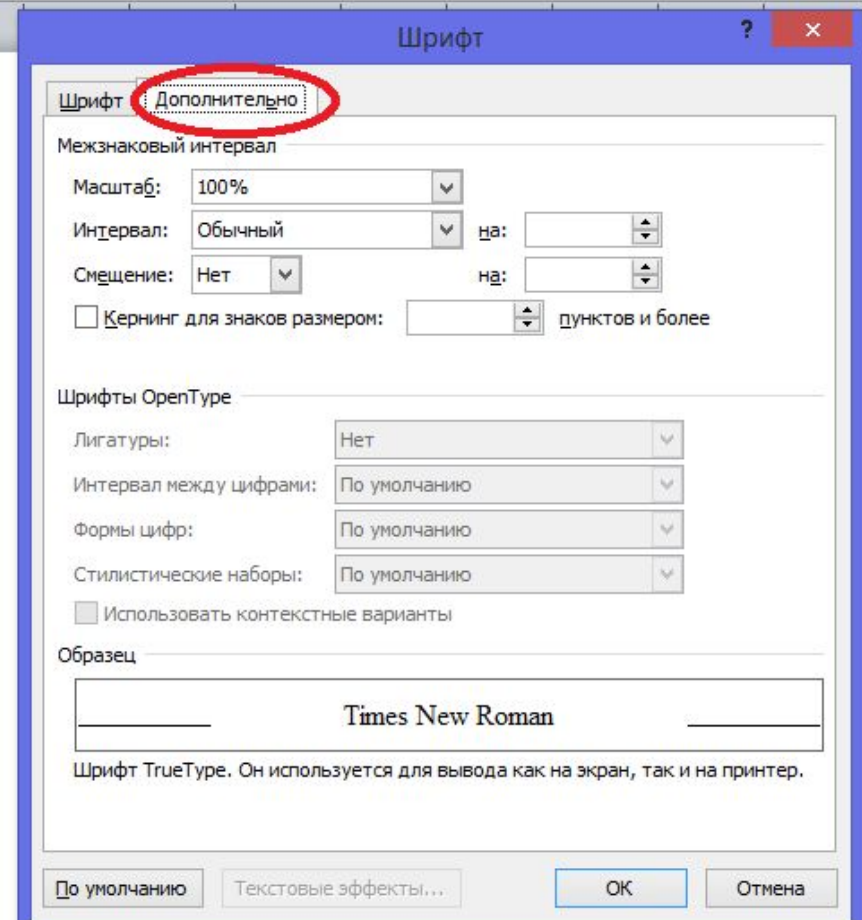 Шрифт
?
Шрифт Дополнительно
Межзнаковый интервал
Масштаб: 100%
Интервал: Обычный на:
Смещение: Нет на:
Кернинг для знаков размером: пунктов и более
Шрифты OpenType
Лигатуры: Нет
Интервал между цифрами: По умолчанию
Формы цифр: По умолчанию
Стилистические наборы: По умолчанию
Использовать контекстные варианты
Образец
Times New Roman
Шрифт TrueType. Он используется для вывода как на экран, так и на принтер.
По умолчанию Текстовые эффекты... ОК Отмена